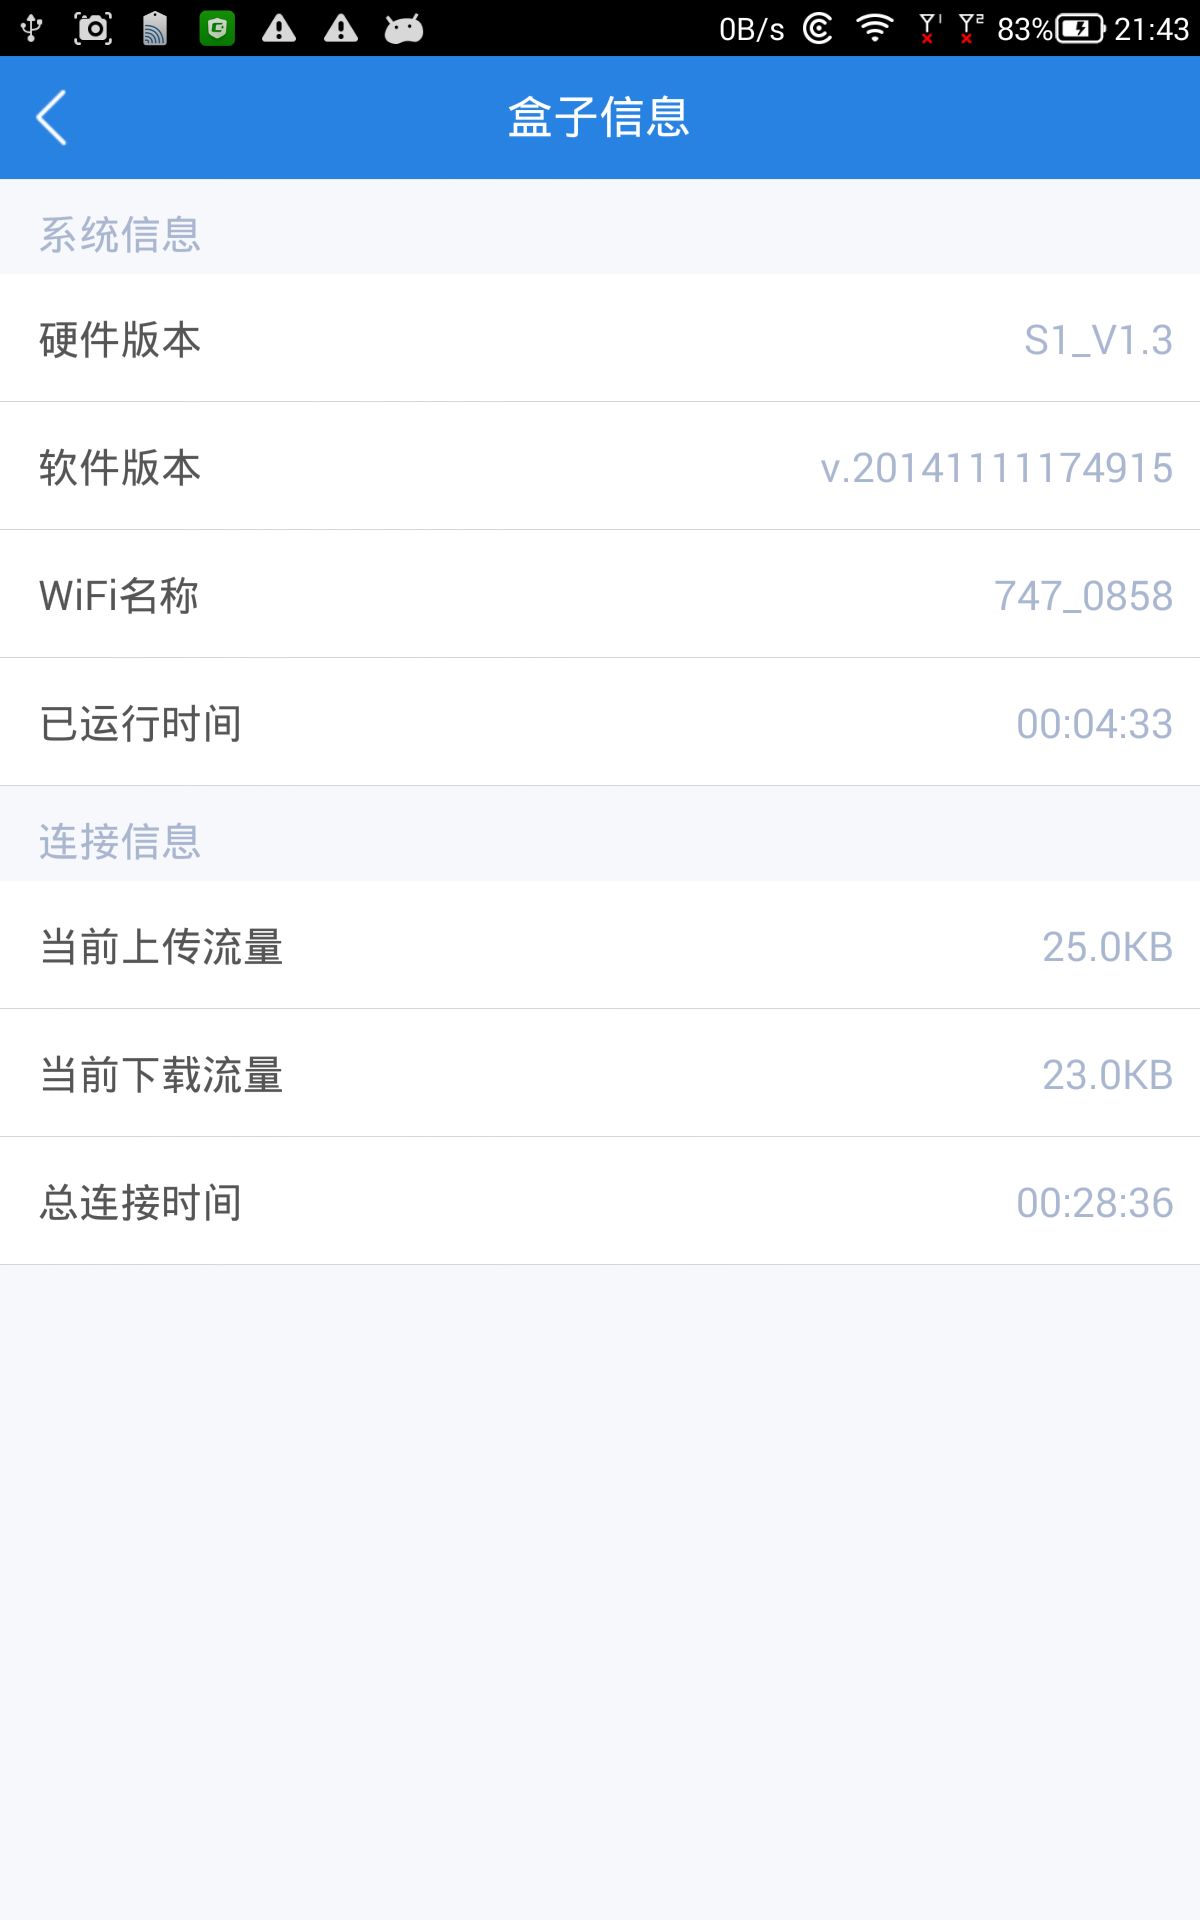 0B/s 83% 21:43
盒子信息
系统信息
硬件版本 S1_V1.3
软件版本 v.20141111174915
WiFi名称 747_0858
已运行时间 00:04:33
连接信息
当前上传流量 25.0KB
当前下载流量 23.0KB
总连接时间 00:28:36